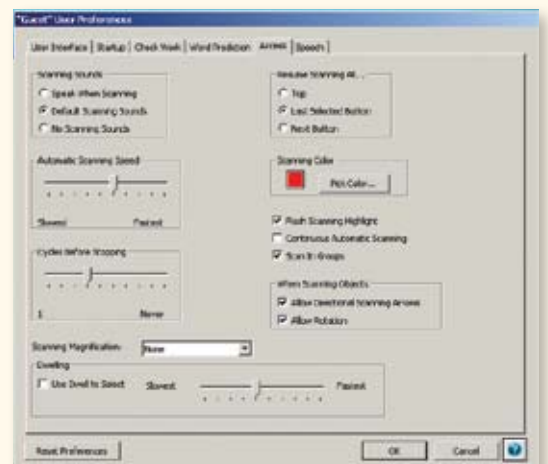 "Guest" User Preferences
User Interface | Startup | Check Work | Word Prediction | Access | Speech
Scanning Sounds
Speak When Scanning
Default Scanning Sounds
No Scanning Sounds
Resume Scanning At...
Top
Last Selected Button
Next Button
Automatic Scanning Speed
Slowest Fastest
Scanning Color
Pick Color...
Flash Scanning Highlight
Continuous Automatic Scanning
Scan In Groups
Cycles Before Stopping
1 Never
When Scanning Objects
Allow Directional Scanning Arrows
Allow Rotation
Scanning Magnification: None
Dwelling
Use Dwell to Select Slowest Fastest
Reset Preferences OK Cancel ?